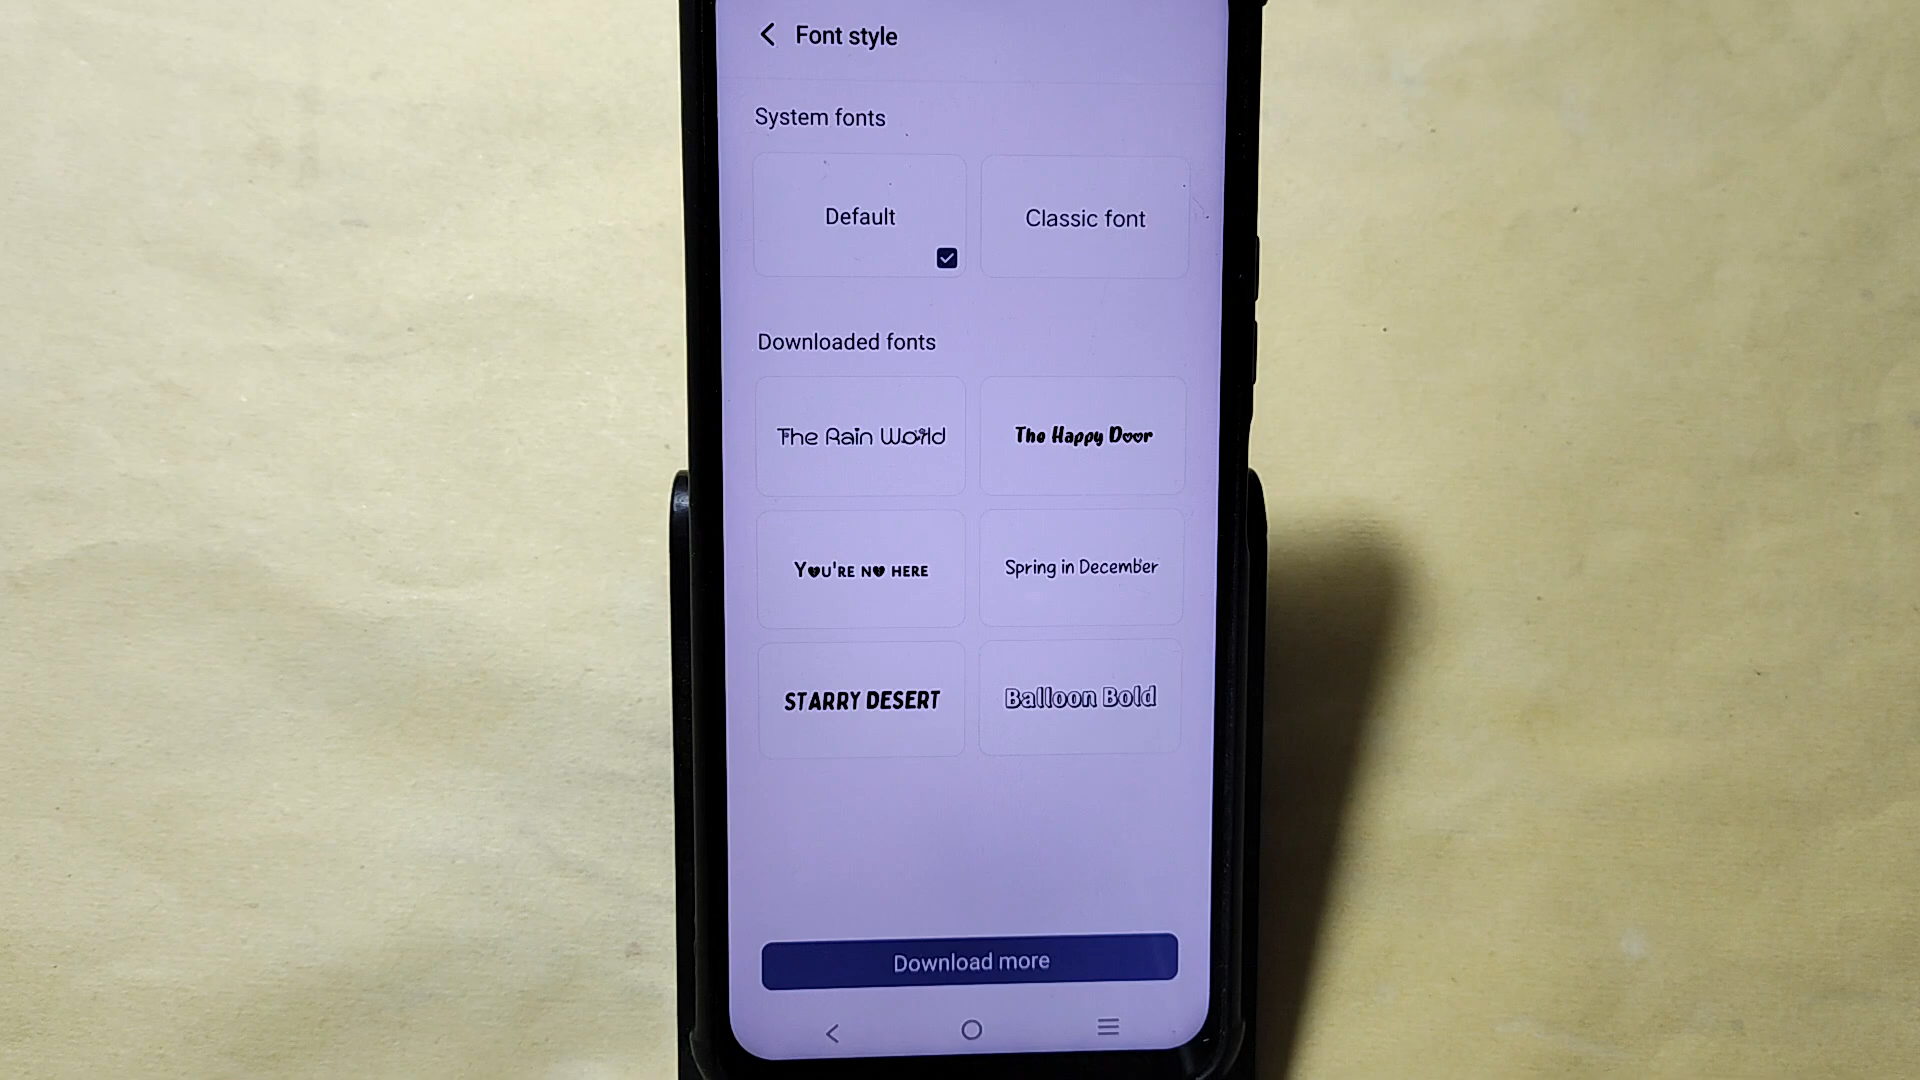 Font style
System fonts
Default
Classic font
Downloaded fonts
The Rain World
The Happy Door
YOU'RE NO HERE
Spring in December
STARRY DESERT
Balloon Bold
Download more